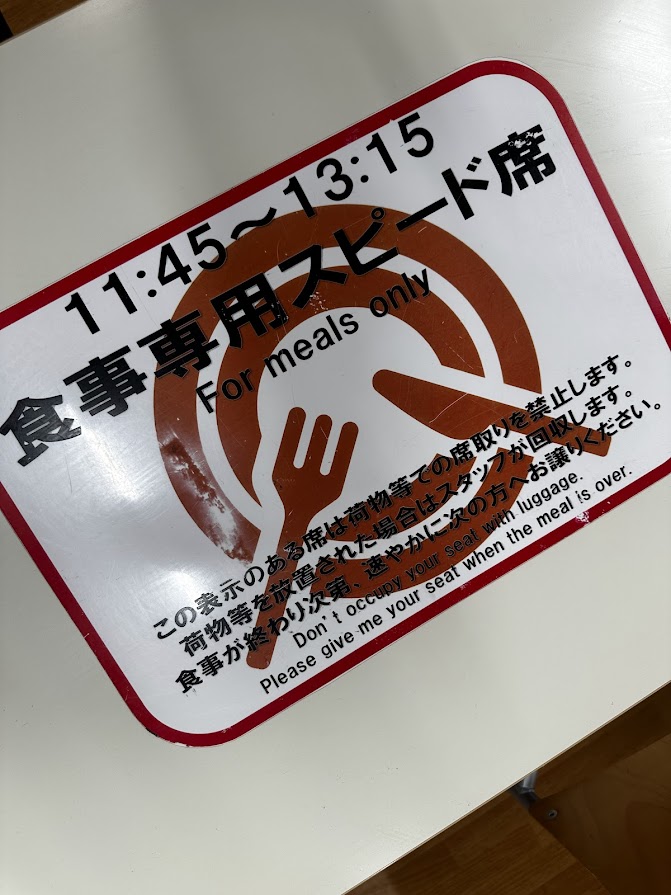 11:45～13:15
食事専用スピード席
For meals only
この表示のある席は荷物等での席取りを禁止します。
荷物等を放置された場合はスタッフが回収します。
食事が終わり次第、速やかに次の方へお譲りください。
Don't occupy your seat with luggage.
Please give me your seat when the meal is over.